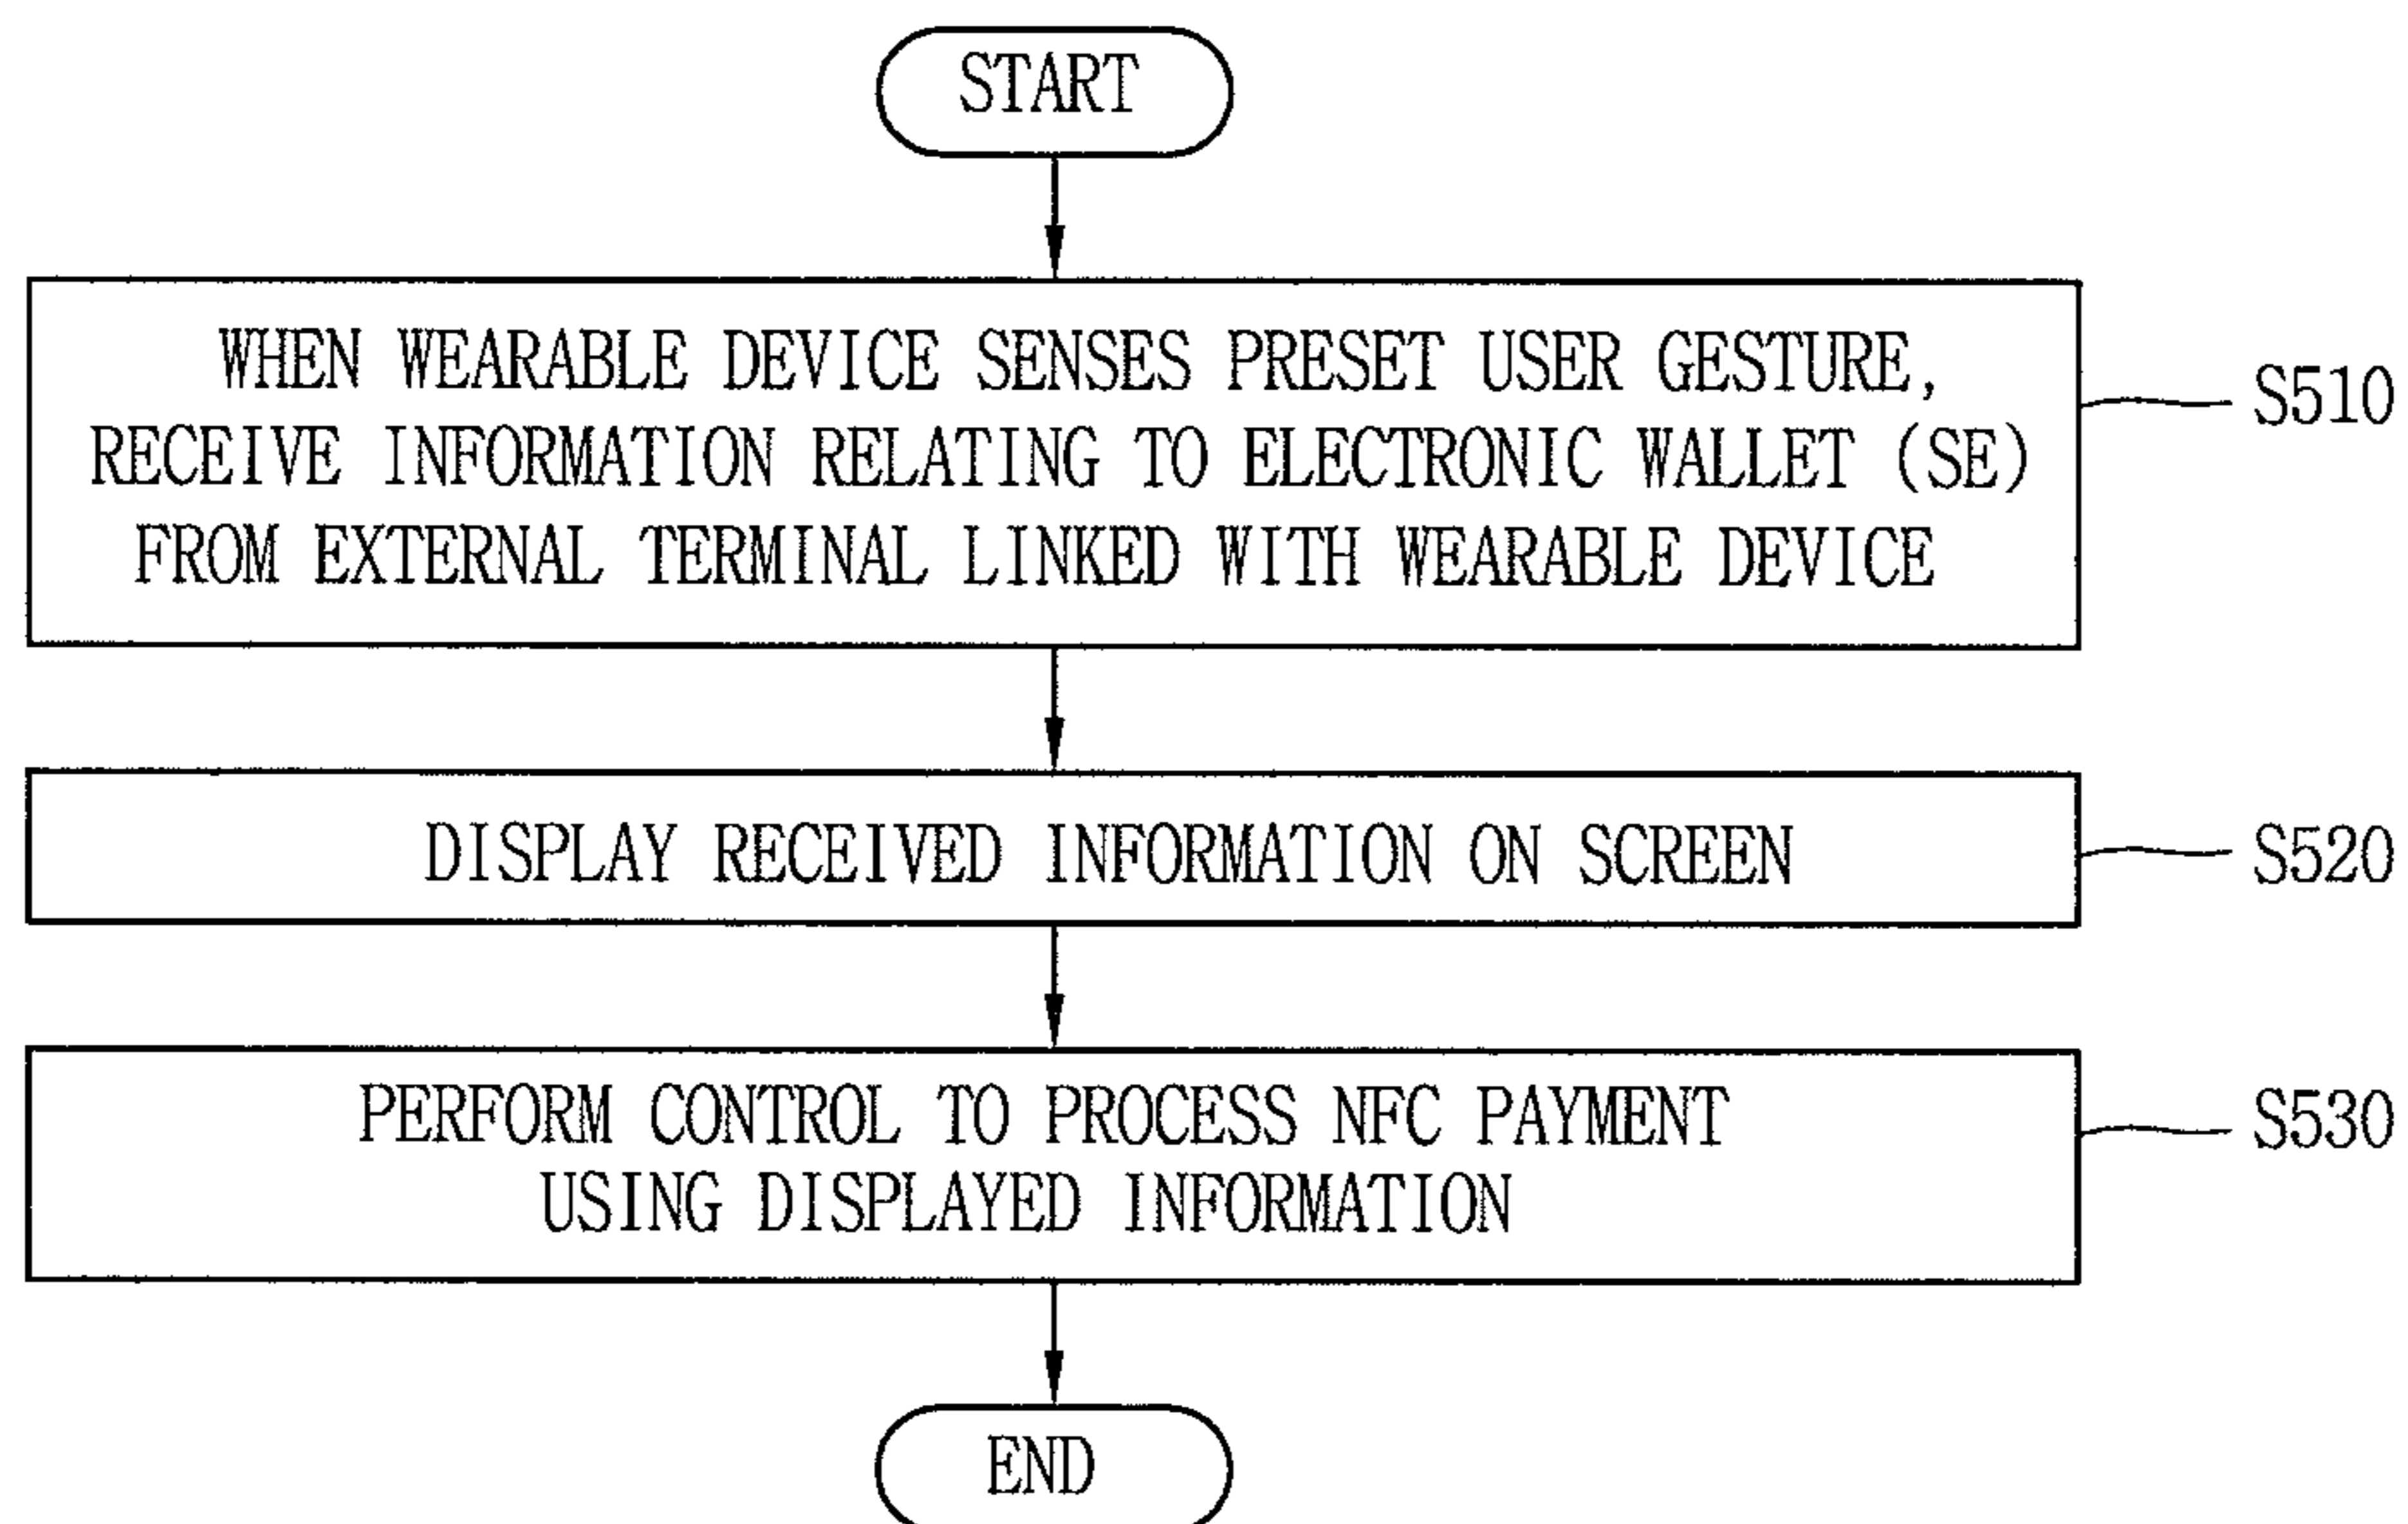 START
WHEN WEARABLE DEVICE SENSES PRESET USER GESTURE,
RECEIVE INFORMATION RELATING TO ELECTRONIC WALLET (SE)
FROM EXTERNAL TERMINAL LINKED WITH WEARABLE DEVICE
S510
DISPLAY RECEIVED INFORMATION ON SCREEN
S520
PERFORM CONTROL TO PROCESS NFC PAYMENT
USING DISPLAYED INFORMATION
S530
END